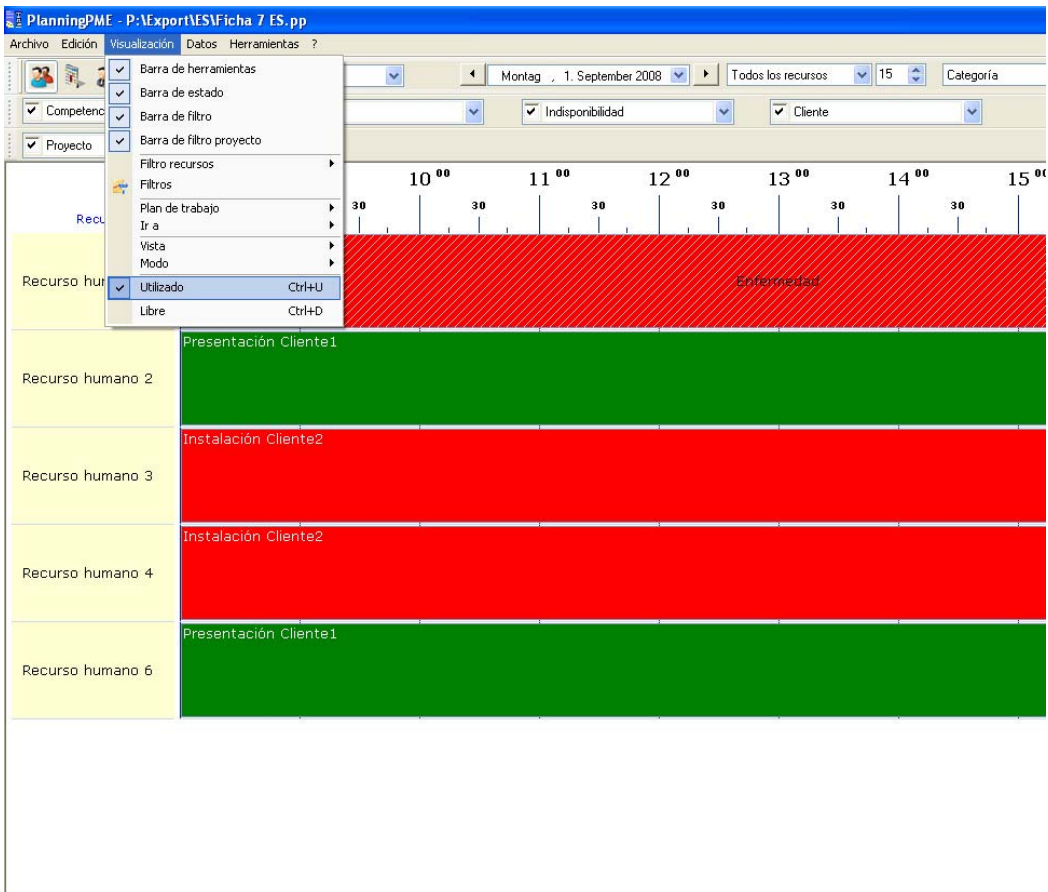 PlanningPME - P:\Export\ES\Ficha 7 ES.pp
Archivo Edición Visualización Datos Herramientas ?
Montag , 1. September 2008 Todos los recursos 15 Categoría
Competenc Indisponibilidad Cliente
Proyecto
Barra de herramientas
Barra de estado
Barra de filtro
Barra de filtro proyecto
Filtro recursos
Filtros
Plan de trabajo
Ir a
Vista
Modo
Utilizado Ctrl+U
Libre Ctrl+D
10 00 11 00 12 00 13 00 14 00 15 00
30 30 30 30 30 30
Recu
Recurso hum Enfermedad
Presentación Cliente1
Recurso humano 2
Instalación Cliente2
Recurso humano 3
Instalación Cliente2
Recurso humano 4
Presentación Cliente1
Recurso humano 6